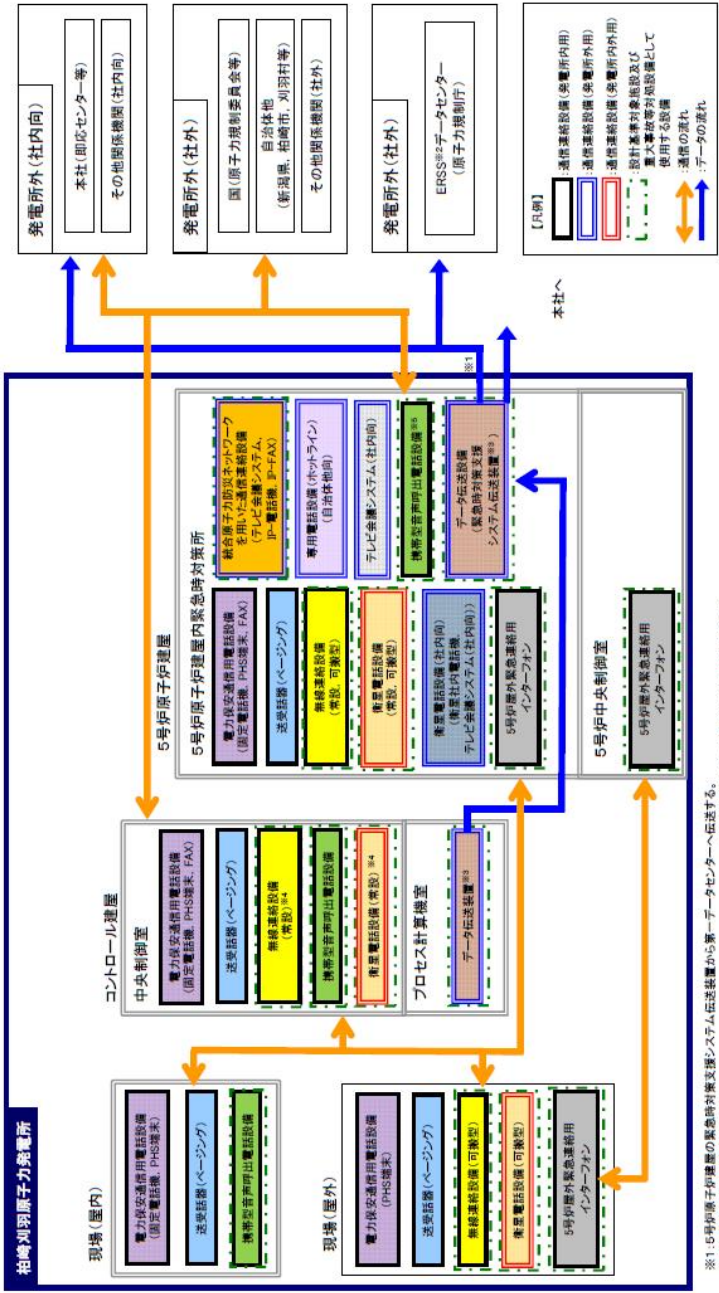 柏崎刈羽原子力発電所
現場(屋内)
電力保安通信用電話設備
(固定電話機、PHS端末)
送受話器(ページング)
携帯型音声呼出電話設備
現場(屋外)
電力保安通信用電話設備
(PHS端末)
送受話器(ページング)
無線連絡設備(可搬型)
衛星電話設備(可搬型)
5号炉屋外緊急連絡用
インターフォン
コントロール建屋
中央制御室
電力保安通信用電話設備
(固定電話機、PHS端末、FAX)
送受話器(ページング)
無線連絡設備
(常設)※4
携帯型音声呼出電話設備
衛星電話設備(常設)※4
プロセス計算機室
データ伝送装置※3
5号炉原子炉建屋
5号炉原子炉建屋内緊急時対策所
電力保安通信用電話設備
(固定電話機、PHS端末、FAX)
送受話器(ページング)
無線連絡設備
(常設、可搬型)
衛星電話設備
(常設、可搬型)
衛星電話設備(社内向)
(衛星社内電話機、
テレビ会議システム(社内向))
5号炉屋外緊急連絡用
インターフォン
統合原子力防災ネットワーク
を用いた通信連絡設備
(テレビ会議システム、
IP-電話機、IP-FAX)
専用電話設備(ホットライン)
(自治体他向)
テレビ会議システム(社内向)
携帯型音声呼出電話設備※5
データ伝送設備
(緊急時対策支援
システム伝送装置※3)
5号炉中央制御室
5号炉屋外緊急連絡用
インターフォン
※1
本社へ
発電所外(社内向)
本社(即応センター等)
その他関係機関(社内向)
発電所外(社外)
国(原子力規制委員会等)
自治体他
(新潟県、柏崎市、刈羽村等)
その他関係機関(社外)
発電所外(社外)
ERSS※2データセンター
(原子力規制庁)
【凡例】
:通信連絡設備(発電所内用)
:通信連絡設備(発電所外用)
:通信連絡設備(発電所内外用)
:設計基準対象施設及び
重大事故等対処設備として
使用する設備
:通信の流れ
:データの流れ
※1:5号炉原子炉建屋の緊急時対策支援システム伝送装置から第一データセンターへ伝送する。